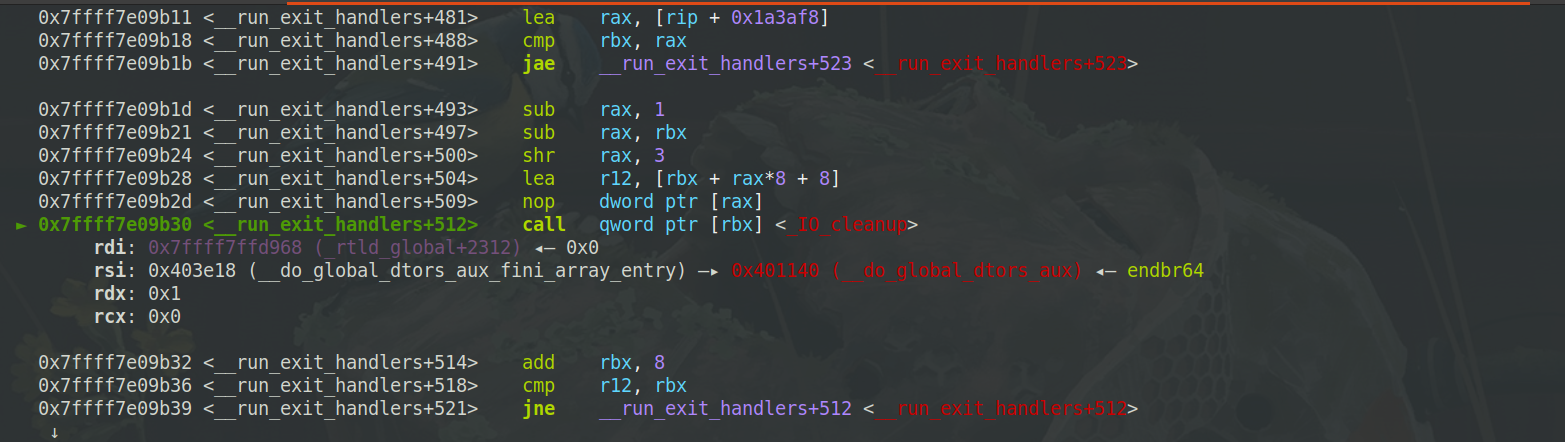 0x7ffff7e09b11 <__run_exit_handlers+481> lea rax, [rip + 0x1a3af8]
0x7ffff7e09b18 <__run_exit_handlers+488> cmp rbx, rax
0x7ffff7e09b1b <__run_exit_handlers+491> jae __run_exit_handlers+523 <__run_exit_handlers+523>
0x7ffff7e09b1d <__run_exit_handlers+493> sub rax, 1
0x7ffff7e09b21 <__run_exit_handlers+497> sub rax, rbx
0x7ffff7e09b24 <__run_exit_handlers+500> shr rax, 3
0x7ffff7e09b28 <__run_exit_handlers+504> lea r12, [rbx + rax*8 + 8]
0x7ffff7e09b2d <__run_exit_handlers+509> nop dword ptr [rax]
► 0x7ffff7e09b30 <__run_exit_handlers+512> call qword ptr [rbx] <_IO_cleanup>
rdi: 0x7ffff7ffd968 (_rtld_global+2312) ◂— 0x0
rsi: 0x403e18 (__do_global_dtors_aux_fini_array_entry) —▸ 0x401140 (__do_global_dtors_aux) ◂— endbr64
rdx: 0x1
rcx: 0x0
0x7ffff7e09b32 <__run_exit_handlers+514> add rbx, 8
0x7ffff7e09b36 <__run_exit_handlers+518> cmp r12, rbx
0x7ffff7e09b39 <__run_exit_handlers+521> jne __run_exit_handlers+512 <__run_exit_handlers+512>
↓